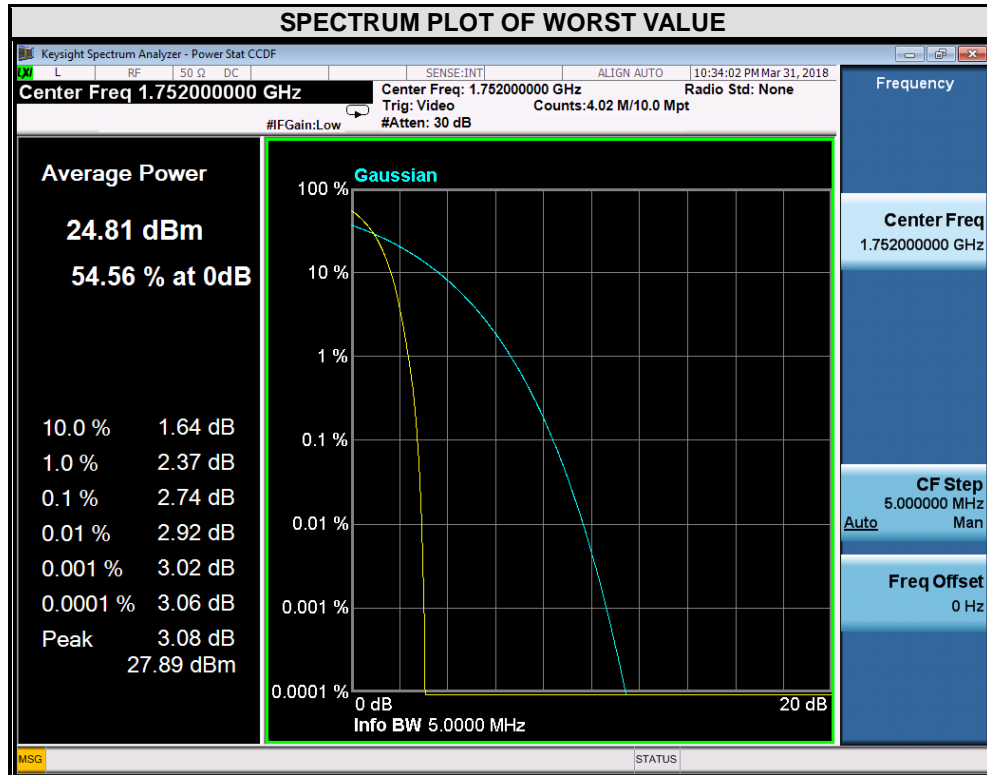 SPECTRUM PLOT OF WORST VALUE
Keysight Spectrum Analyzer - Power Stat CCDF
LXI L RF 50 Ω DC SENSE:INT ALIGN AUTO 10:34:02 PM Mar 31, 2018
Center Freq 1.752000000 GHz
Center Freq: 1.752000000 GHz Radio Std: None
Trig: Video Counts:4.02 M/10.0 Mpt
#IFGain:Low #Atten: 30 dB
Frequency
Average Power
24.81 dBm
54.56 % at 0dB
10.0 % 1.64 dB
1.0 % 2.37 dB
0.1 % 2.74 dB
0.01 % 2.92 dB
0.001 % 3.02 dB
0.0001 % 3.06 dB
Peak 3.08 dB
27.89 dBm
Gaussian
100 %
10 %
1 %
0.1 %
0.01 %
0.001 %
0.0001 %
0 dB 20 dB
Info BW 5.0000 MHz
Center Freq
1.752000000 GHz
CF Step
5.000000 MHz
Auto Man
Freq Offset
0 Hz
MSG STATUS